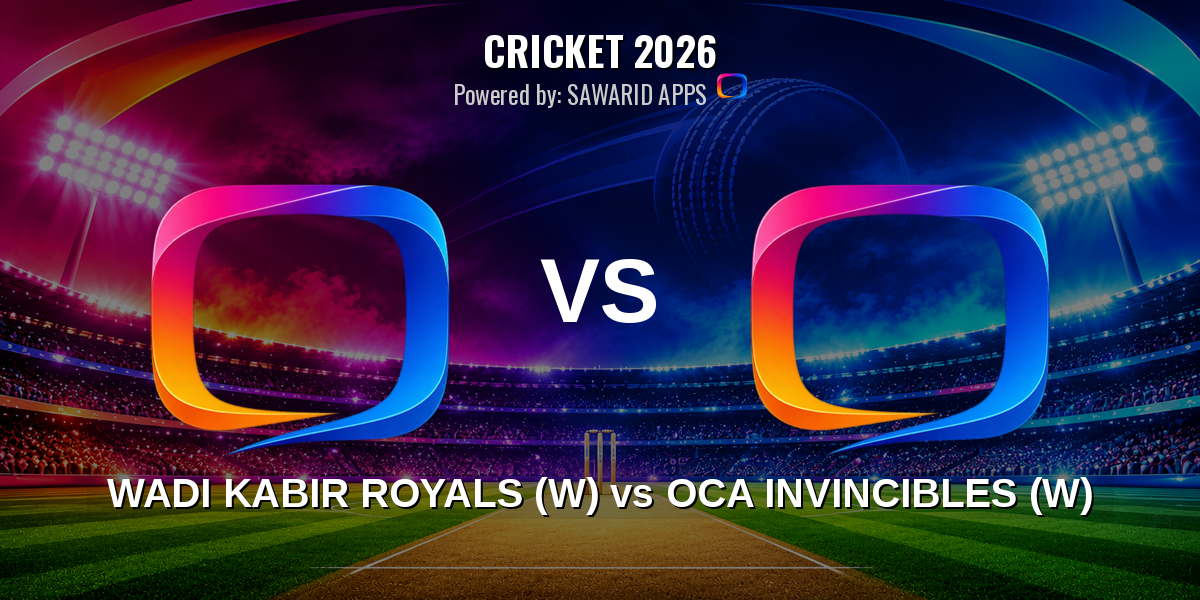 CRICKET 2026
Powered by: SAWARID APPS
VS
WADI KABIR ROYALS (W) vs OCA INVINCIBLES (W)